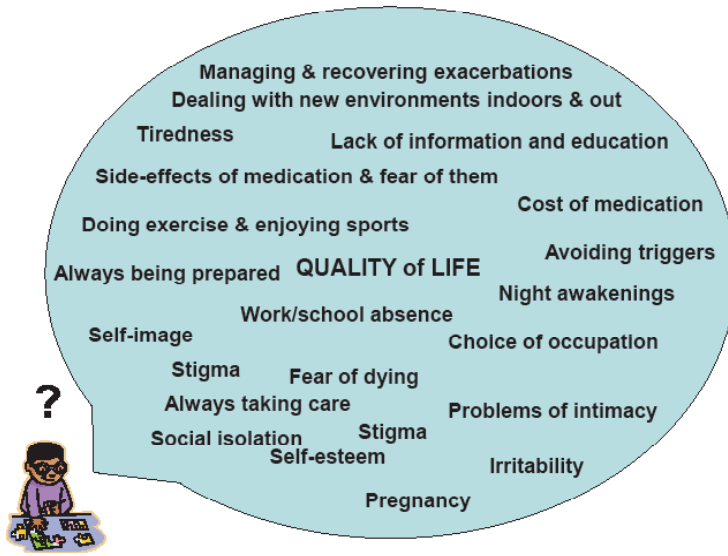 Managing & recovering exacerbations
Dealing with new environments indoors & out
Tiredness
Lack of information and education
Side-effects of medication & fear of them
Cost of medication
Doing exercise & enjoying sports
Avoiding triggers
Always being prepared
QUALITY of LIFE
Night awakenings
Work/school absence
Self-image
Choice of occupation
Stigma
Fear of dying
Always taking care
Problems of intimacy
Social isolation
Stigma
Self-esteem
Irritability
Pregnancy
?